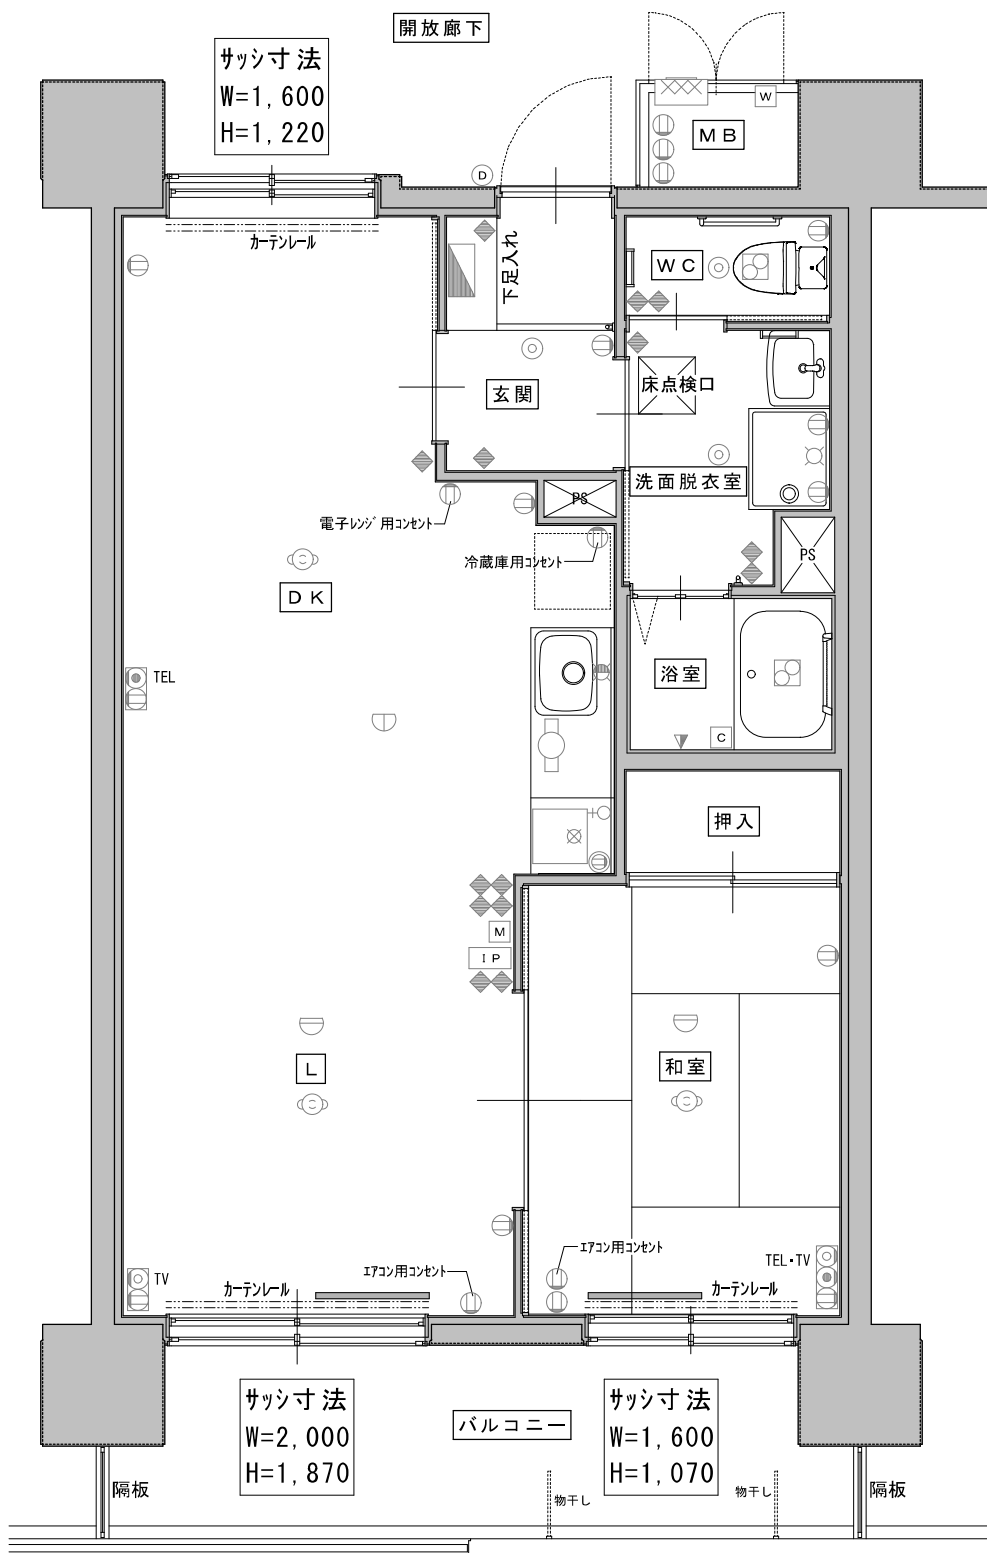 開放廊下
サッシ寸法
W=1,600
H=1,220
W
MB
D
カーテンレール
下足入れ
WC
玄関
床点検口
洗面脱衣室
PS
電子レンジ用コンセント
冷蔵庫用コンセント
PS
DK
TEL
浴室
C
押入
M
IP
L
和室
エアコン用コンセント
エアコン用コンセント
TEL・TV
TV
カーテンレール
カーテンレール
サッシ寸法
W=2,000
H=1,870
バルコニー
サッシ寸法
W=1,600
H=1,070
隔板
物干し
物干し
隔板